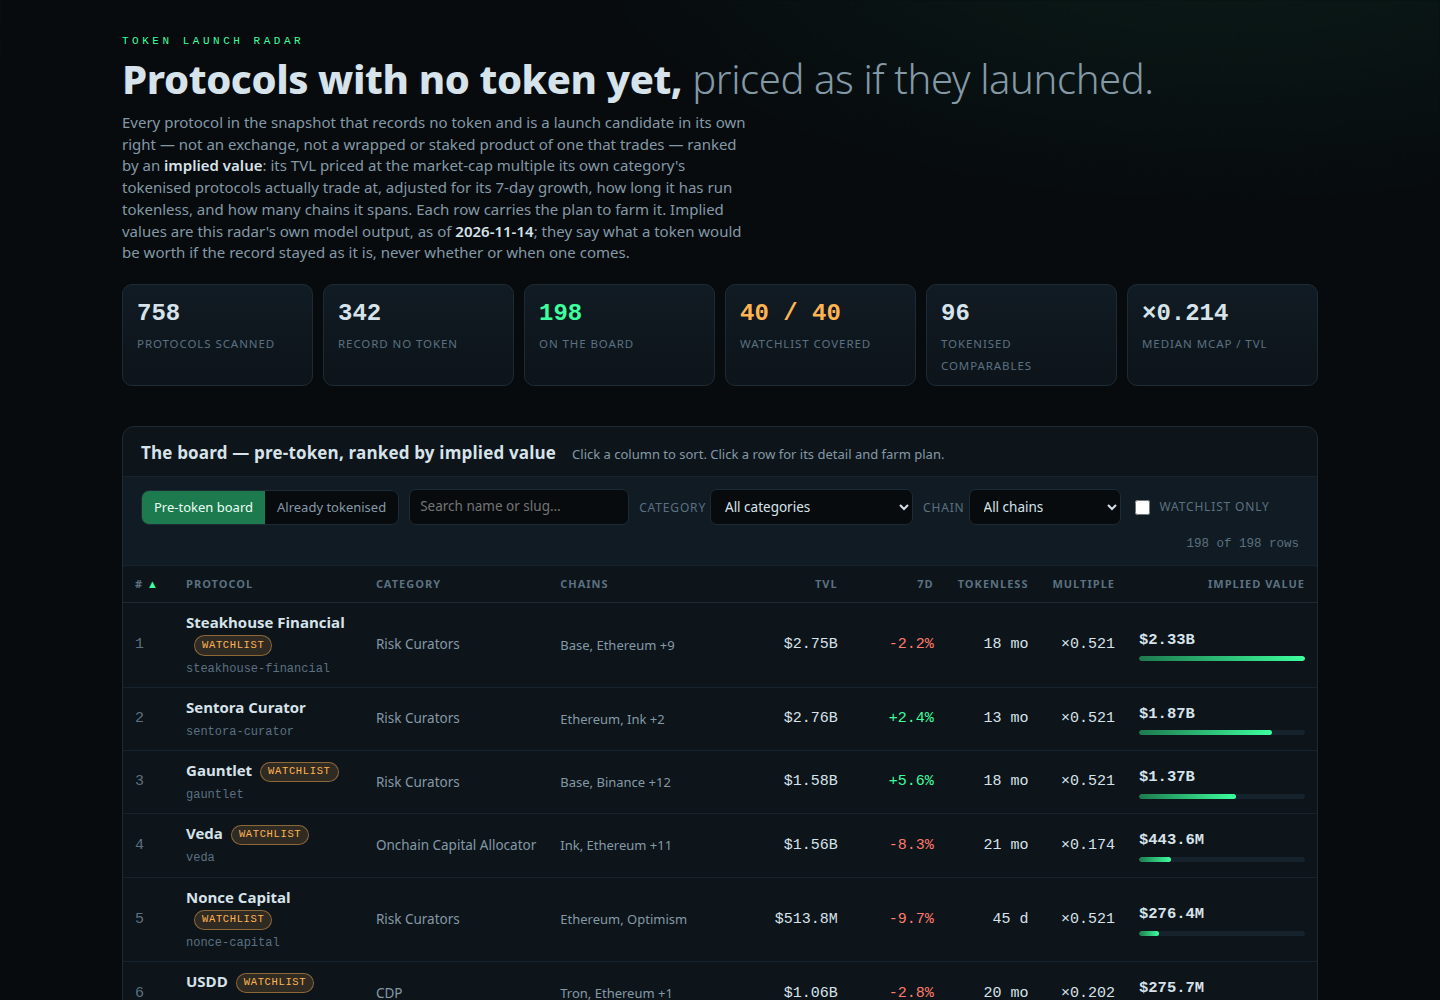 TOKEN LAUNCH RADAR
Protocols with no token yet, priced as if they launched.
Every protocol in the snapshot that records no token and is a launch candidate in its own
right — not an exchange, not a wrapped or staked product of one that trades — ranked
by an implied value: its TVL priced at the market-cap multiple its own category's
tokenised protocols actually trade at, adjusted for its 7-day growth, how long it has run
tokenless, and how many chains it spans. Each row carries the plan to farm it. Implied
values are this radar's own model output, as of 2026-11-14; they say what a token would
be worth if the record stayed as it is, never whether or when one comes.
758
PROTOCOLS SCANNED
342
RECORD NO TOKEN
198
ON THE BOARD
40 / 40
WATCHLIST COVERED
96
TOKENISED
COMPARABLES
×0.214
MEDIAN MCAP / TVL
The board — pre-token, ranked by implied value Click a column to sort. Click a row for its detail and farm plan.
Pre-token board Already tokenised Search name or slug... CATEGORY All categories CHAIN All chains WATCHLIST ONLY
198 of 198 rows
# ▲ PROTOCOL CATEGORY CHAINS TVL 7D TOKENLESS MULTIPLE IMPLIED VALUE
Steakhouse Financial
WATCHLIST
steakhouse-financial
1 Risk Curators Base, Ethereum +9 $2.75B -2.2% 18 mo ×0.521 $2.33B
Sentora Curator
sentora-curator
2 Risk Curators Ethereum, Ink +2 $2.76B +2.4% 13 mo ×0.521 $1.87B
Gauntlet WATCHLIST
gauntlet
3 Risk Curators Base, Binance +12 $1.58B +5.6% 18 mo ×0.521 $1.37B
Veda WATCHLIST
veda
4 Onchain Capital Allocator Ink, Ethereum +11 $1.56B -8.3% 21 mo ×0.174 $443.6M
Nonce Capital
WATCHLIST
nonce-capital
5 Risk Curators Ethereum, Optimism $513.8M -9.7% 45 d ×0.521 $276.4M
USDD WATCHLIST
6 CDP Tron, Ethereum +1 $1.06B -2.8% 20 mo ×0.202 $275.7M